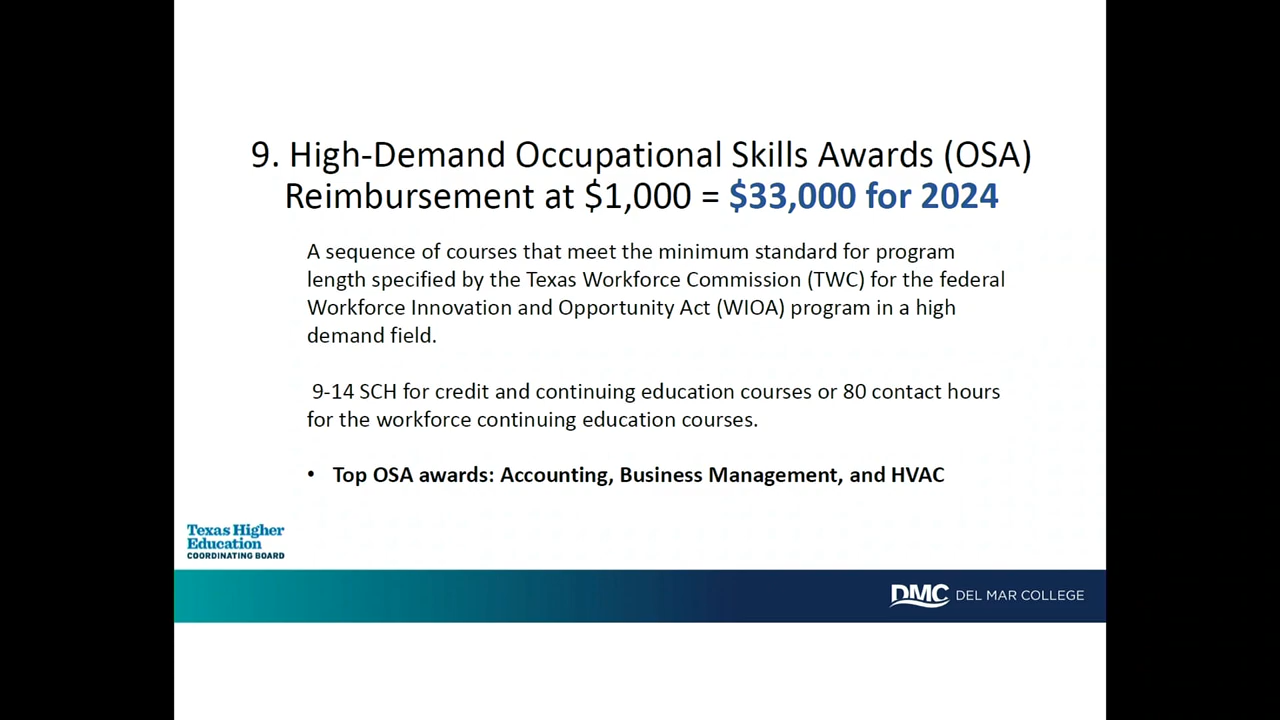 9. High-Demand Occupational Skills Awards (OSA)
Reimbursement at $1,000 = $33,000 for 2024
A sequence of courses that meet the minimum standard for program
length specified by the Texas Workforce Commission (TWC) for the federal
Workforce Innovation and Opportunity Act (WIOA) program in a high
demand field.
9-14 SCH for credit and continuing education courses or 80 contact hours
for the workforce continuing education courses.
• Top OSA awards: Accounting, Business Management, and HVAC
Texas Higher
Education
COORDINATING BOARD
DMC DEL MAR COLLEGE